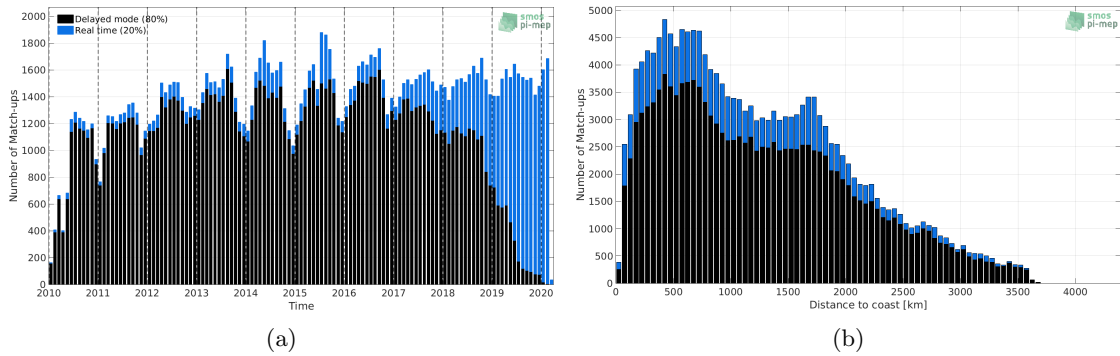 Delayed mode (80%)
Real time (20%)
smos
pi-mep
2000
1800
1600
1400
1200
1000
800
600
400
200
0
Number of Match-ups
2010 2011 2012 2013 2014 2015 2016 2017 2018 2019 2020
Time
(a)
smos
pi-mep
5000
4500
4000
3500
3000
2500
2000
1500
1000
500
0
Number of Match-ups
0 500 1000 1500 2000 2500 3000 3500 4000
Distance to coast [km]
(b)